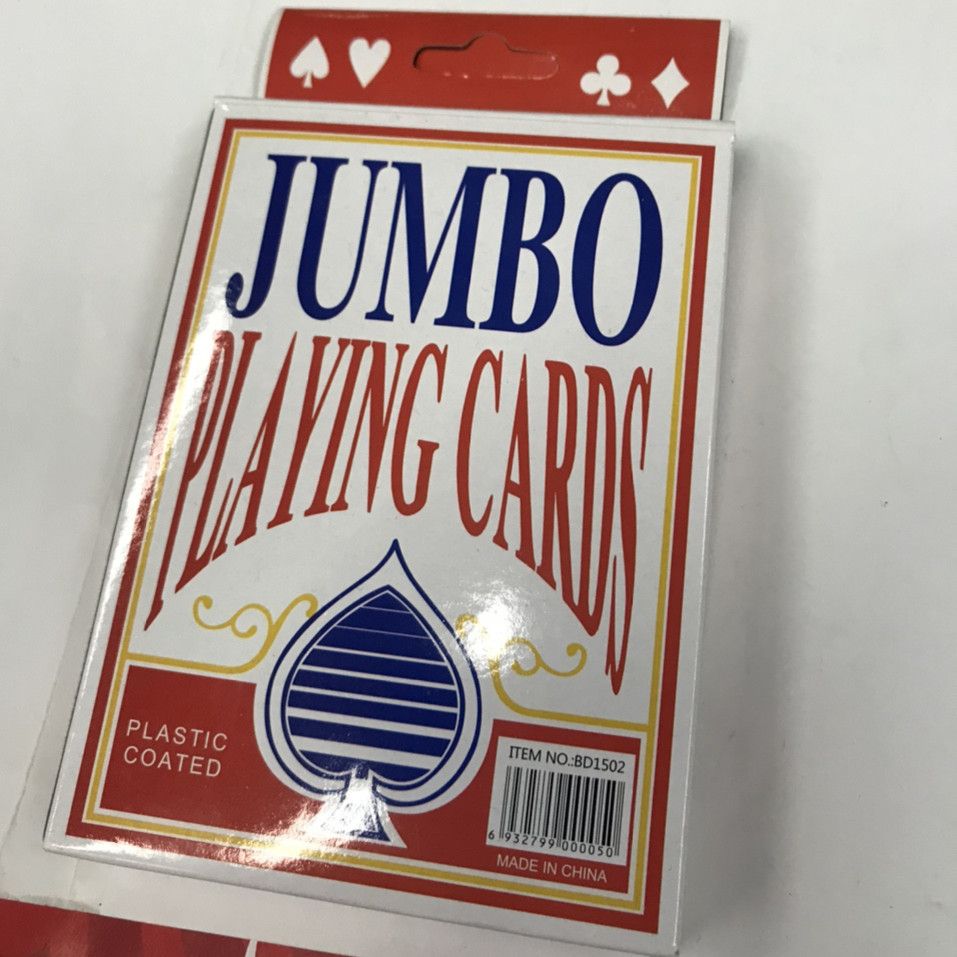 JUMBO
PLAYING CARDS
PLASTIC
COATED
ITEM NO.:BD1502
6 932799 000050
MADE IN CHINA